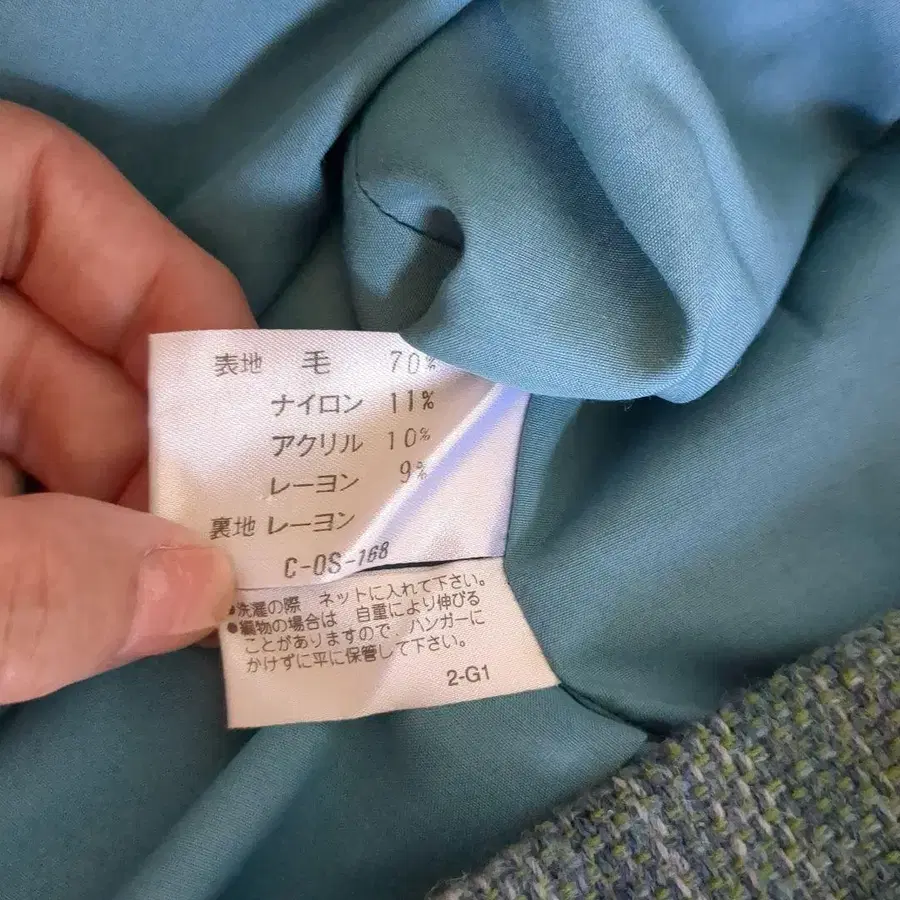 表地 毛 70%
ナイロン 11%
アクリル 10%
レーヨン 9%
裏地 レーヨン
C-OS-168
●洗濯の際 ネットに入れて下さい。
●編物の場合は 自重により伸びる
ことがありますので、ハンガーに
かけずに平に保管して下さい。
2-G1